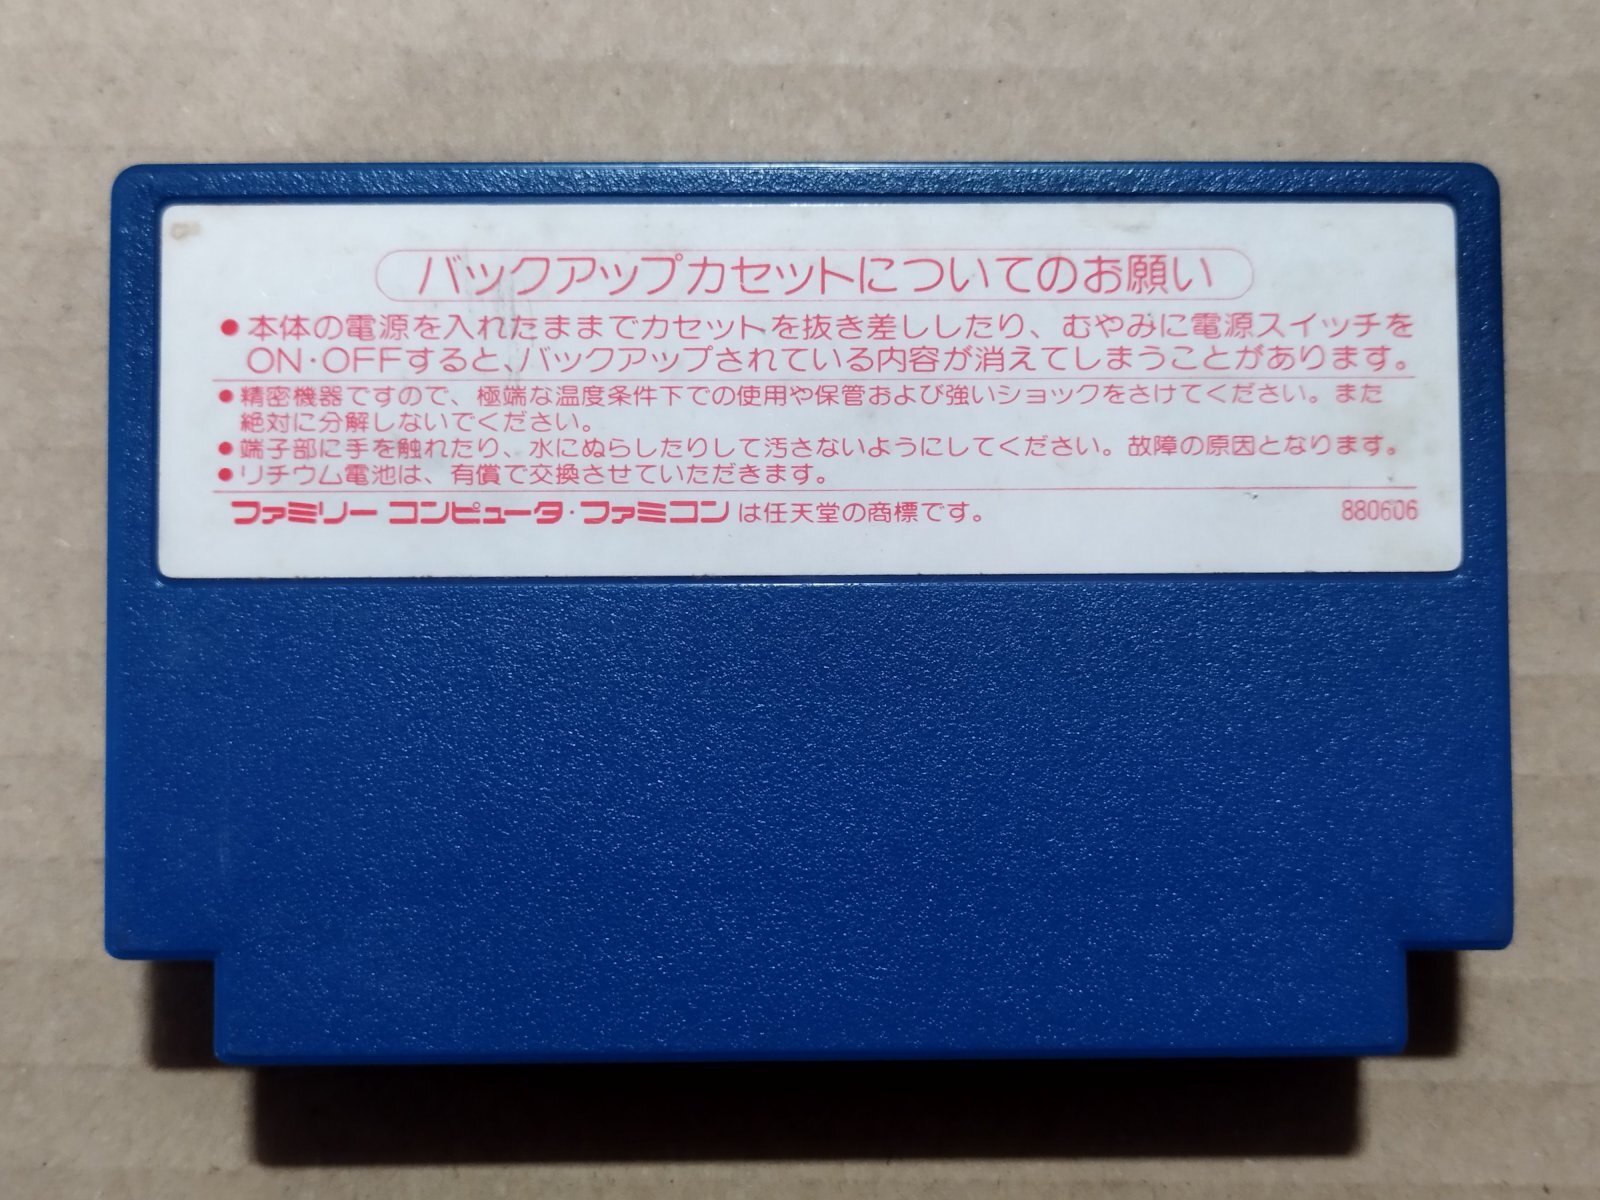 バックアップカセットについてのお願い
●本体の電源を入れたままでカセットを抜き差ししたり、むやみに電源スイッチを
ON・OFFすると、バックアップされている内容が消えてしまうことがあります。
●精密機器ですので、極端な温度条件下での使用や保管および強いショックをさけてください。また
絶対に分解しないでください。
●端子部に手を触れたり、水にぬらしたりして汚さないようにしてください。故障の原因となります。
●リチウム電池は、有償で交換させていただきます。
ファミリーコンピュータ・ファミコンは任天堂の商標です。 880606